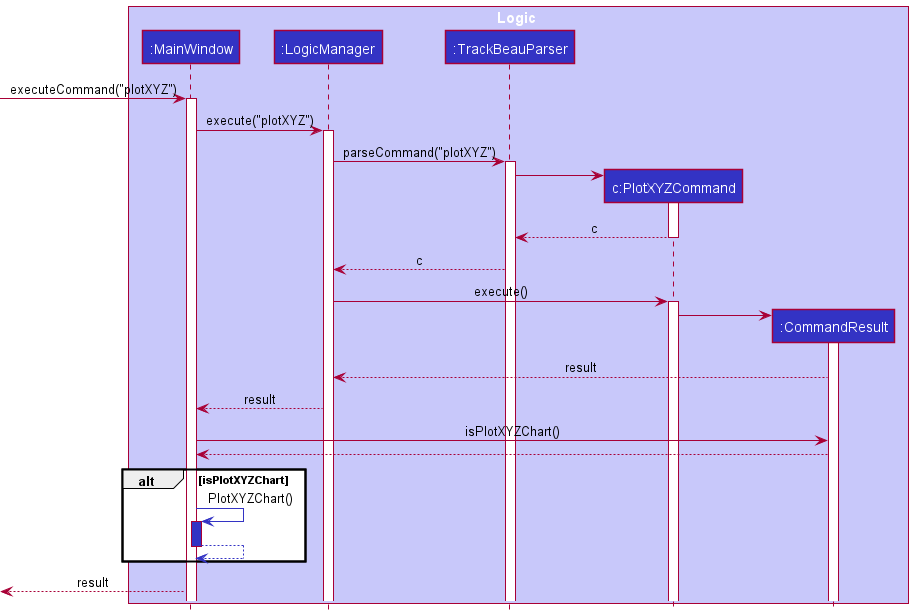 Logic
:MainWindow
:LogicManager
:TrackBeauParser
executeCommand("plotXYZ")
execute("plotXYZ")
parseCommand("plotXYZ")
c:PlotXYZCommand
c
c
execute()
:CommandResult
result
result
isPlotXYZChart()
alt
[isPlotXYZChart]
PlotXYZChart()
result